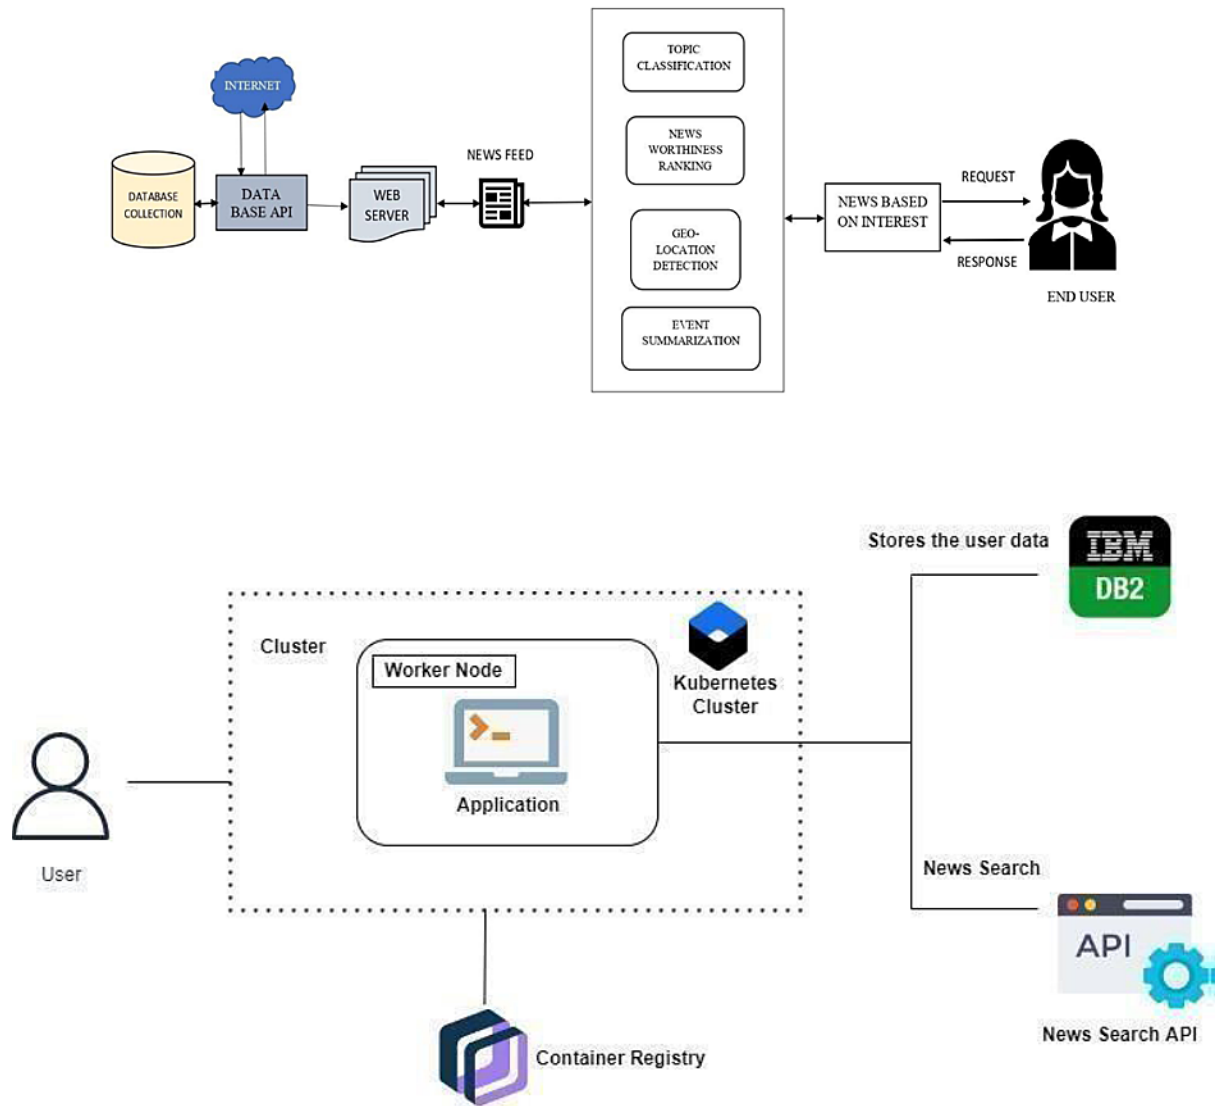 TOPIC
CLASSIFICATION
INTERNET
NEWS
WORTHINESS
RANKING
NEWS FEED
DATABASE
COLLECTION
DATA
BASE API
WEB
SERVER
GEO-
LOCATION
DETECTION
EVENT
SUMMARIZATION
NEWS BASED
ON INTEREST
REQUEST
RESPONSE
END USER
Stores the user data
IBM
DB2
Cluster
Worker Node
Kubernetes
Cluster
Application
User
News Search
API
News Search API
Container Registry